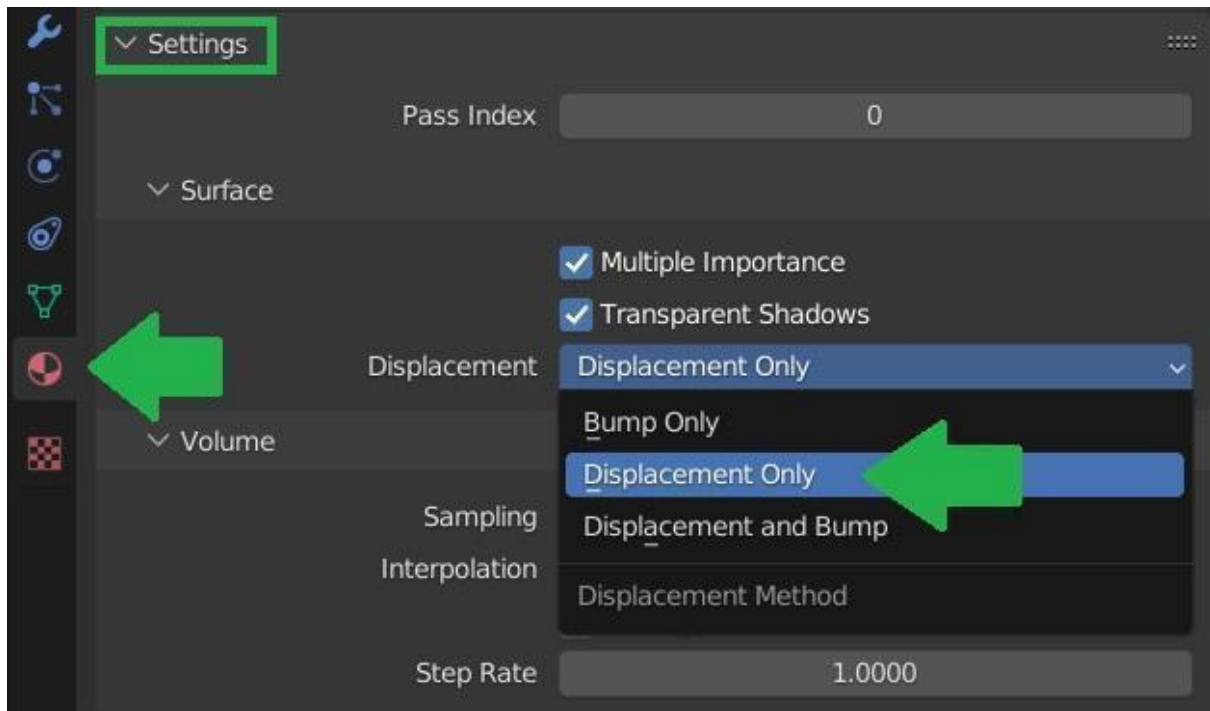 Settings
Pass Index 0
Surface
Multiple Importance
Transparent Shadows
Displacement Displacement Only
Bump Only
Volume
Displacement Only
Sampling
Displacement and Bump
Interpolation
Displacement Method
Step Rate 1.0000